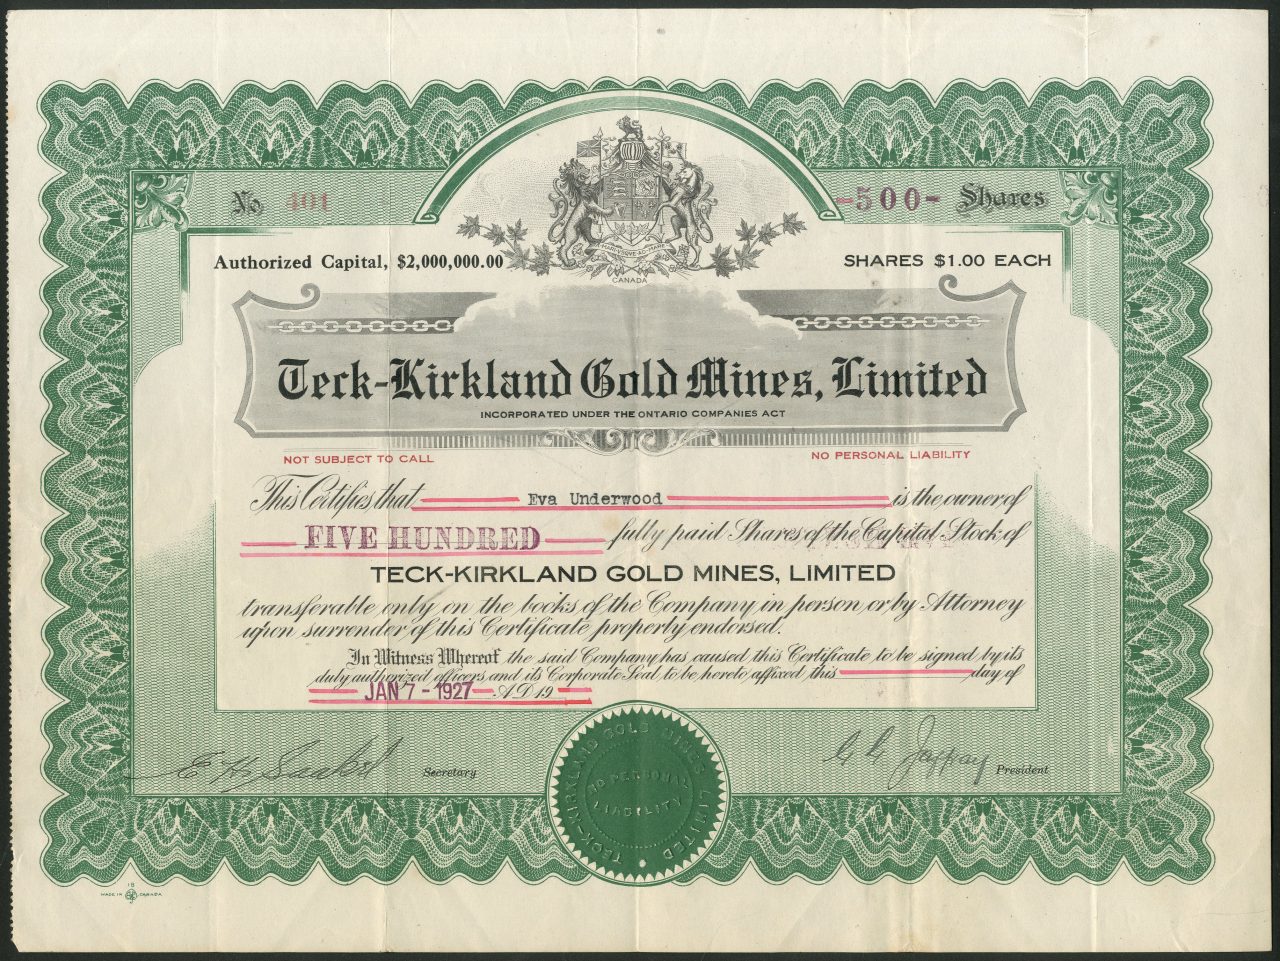 No 401
-500- Shares
Authorized Capital, $2,000,000.00
SHARES $1.00 EACH
CANADA
Teck-Kirkland Gold Mines, Limited
INCORPORATED UNDER THE ONTARIO COMPANIES ACT
NOT SUBJECT TO CALL
NO PERSONAL LIABILITY
This Certifies that Eva Underwood is the owner of
FIVE HUNDRED fully paid Shares of the Capital Stock of
TECK-KIRKLAND GOLD MINES, LIMITED
transferable only on the books of the Company in person or by Attorney
upon surrender of this Certificate properly endorsed.
In Witness Whereof the said Company has caused this Certificate to be signed by its
duly authorized officers and its Corporate Seal to be hereto affixed this day of
JAN 7 - 1927 A.D. 19
Secretary
President
TECK-KIRKLAND GOLD MINES LIMITED
NO PERSONAL
LIABILITY
MADE IN CANADA